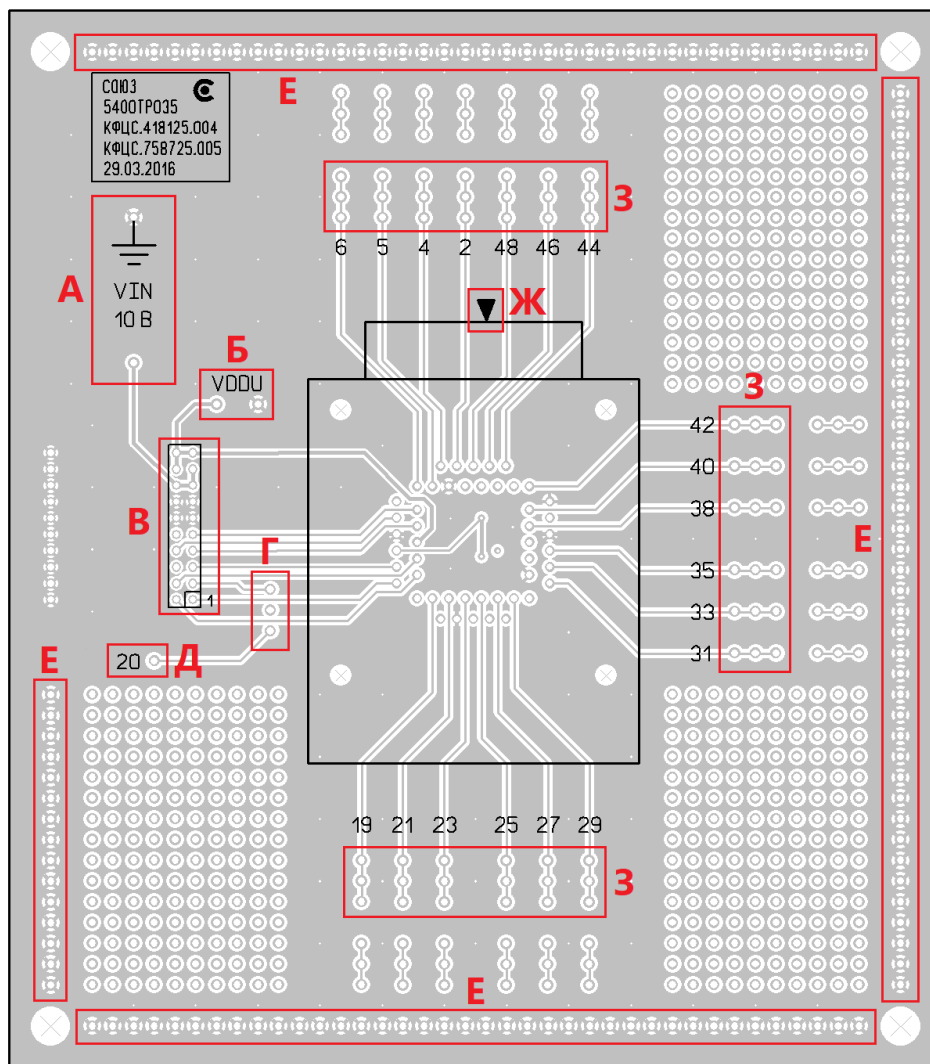 Е
СОЮЗ
5400ТР035
КФЦС.418125.004
КФЦС.758725.005
29.03.2016
З
6 5 4 2 48 46 44
А
VIN
10 В
Ж
Б
VDDU
З
42
40
38
В
Е
Г
35
1
33
Е
20 Д
31
19 21 23 25 27 29
З
Е